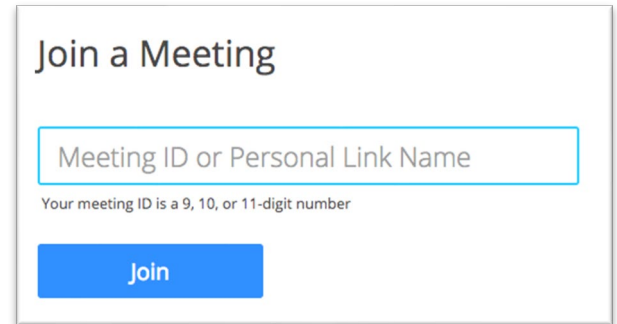 Join a Meeting
Meeting ID or Personal Link Name
Your meeting ID is a 9, 10, or 11-digit number
Join